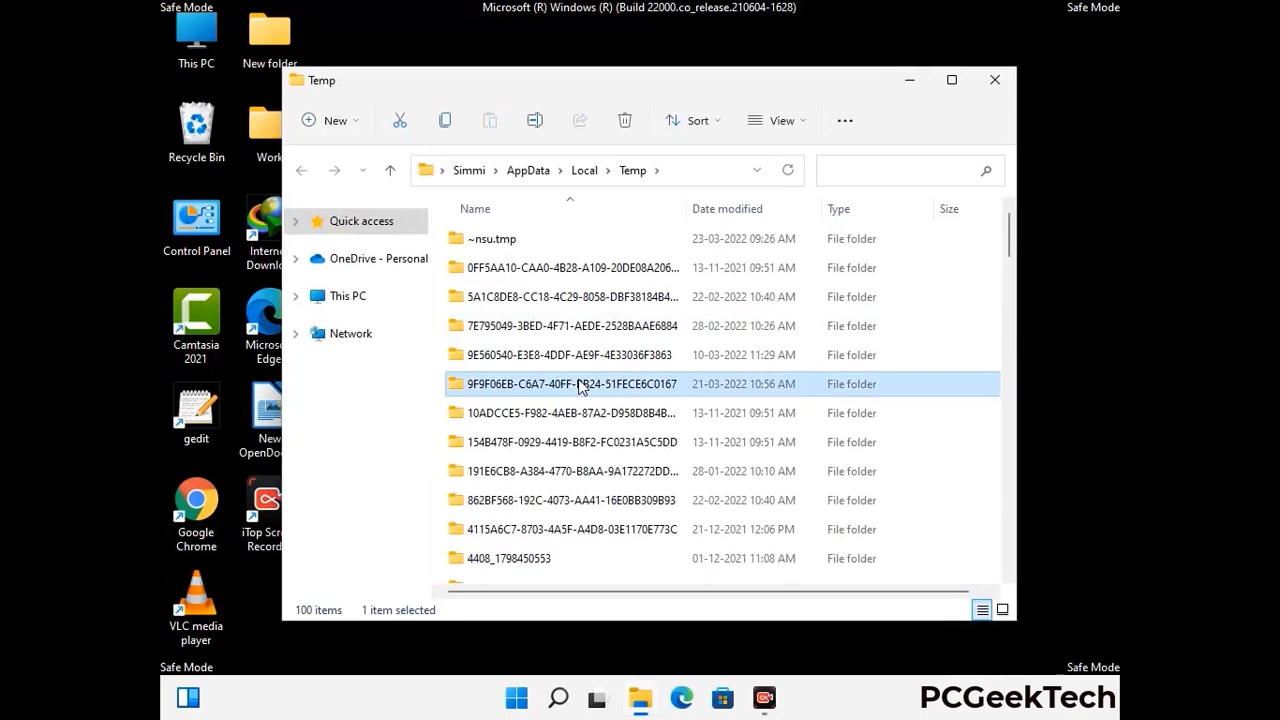 Safe Mode
Microsoft (R) Windows (R) (Build 22000.co_release.210604-1628)
Safe Mode
This PC
New folder
Recycle Bin
Work
Control Panel
Intern
Downlo
Camtasia
2021
Micros
Edge
gedit
New
OpenDo
Google
Chrome
iTop Scr
Record
VLC media
player
Temp
New
Sort
View
Simmi
AppData
Local
Temp
Quick access
OneDrive - Personal
This PC
Network
Name
Date modified
Type
Size
~nsu.tmp 23-03-2022 09:26 AM File folder
0FF5AA10-CAA0-4B28-A109-20DE08A206... 13-11-2021 09:51 AM File folder
5A1C8DE8-CC18-4C29-8058-DBF38184B4... 22-02-2022 10:40 AM File folder
7E795049-3BED-4F71-AEDE-2528BAAE6884 28-02-2022 10:26 AM File folder
9E560540-E3E8-4DDF-AE9F-4E33036F3863 10-03-2022 11:29 AM File folder
21-03-2022 10:56 AM File folder
10ADCCE5-F982-4AEB-87A2-D958D8B4B... 13-11-2021 09:51 AM File folder
154B478F-0929-4419-B8F2-FC0231A5C5DD 13-11-2021 09:51 AM File folder
191E6CB8-A384-4770-B8AA-9A172272DD... 28-01-2022 10:10 AM File folder
862BF568-192C-4073-AA41-16E0BB309B93 22-02-2022 10:40 AM File folder
4115A6C7-8703-4A5F-A4D8-03E1170E773C 21-12-2021 12:06 PM File folder
4408_1798450553 01-12-2021 11:08 AM File folder
100 items
1 item selected
Safe Mode
Safe Mode
PCGeekTech